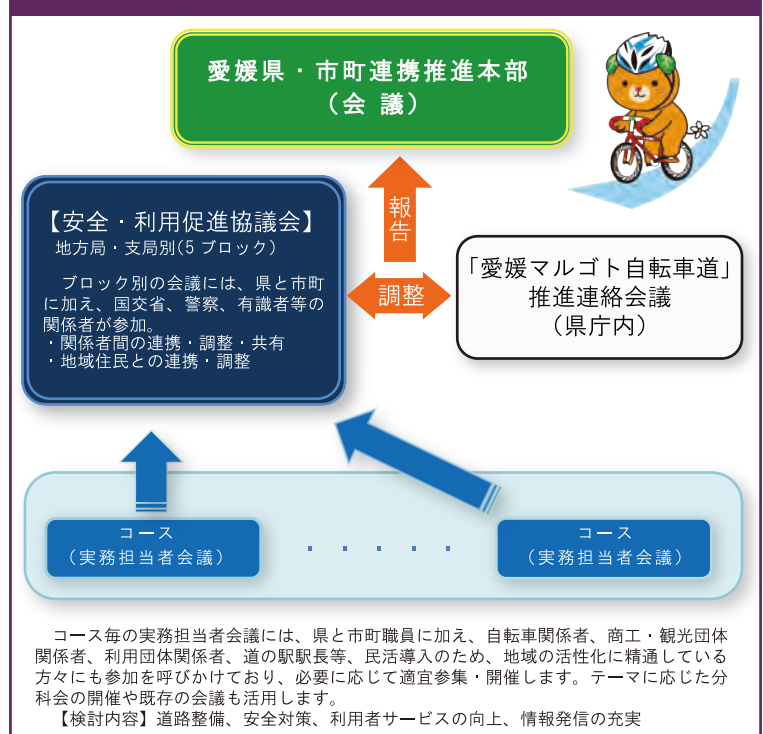 愛媛県・市町連携推進本部
(会 議)
報告
【安全・利用促進協議会】
地方局・支局別(5 ブロック)
ブロック別の会議には、県と市町
に加え、国交省、警察、有識者等の
関係者が参加。
・関係者間の連携・調整・共有
・地域住民との連携・調整
調整
「愛媛マルゴト自転車道」
推進連絡会議
(県庁内)
コース
(実務担当者会議)
・・・・・
コース
(実務担当者会議)
コース毎の実務担当者会議には、県と市町職員に加え、自転車関係者、商工・観光団体
関係者、利用団体関係者、道の駅駅長等、民活導入のため、地域の活性化に精通している
方々にも参加を呼びかけており、必要に応じて適宜参集・開催します。テーマに応じた分
科会の開催や既存の会議も活用します。
【検討内容】道路整備、安全対策、利用者サービスの向上、情報発信の充実